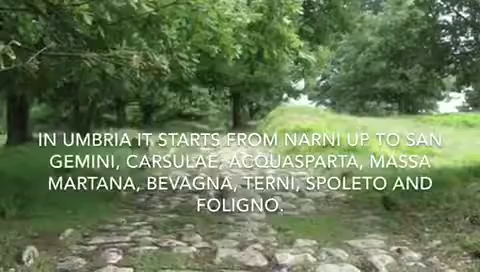 IN UMBRIA IT STARTS FROM NARNI UP TO SAN
GEMINI, CARSULAE, ACQUASPARTA, MASSA
MARTANA, BEVAGNA, TERNI, SPOLETO AND
FOLIGNO.